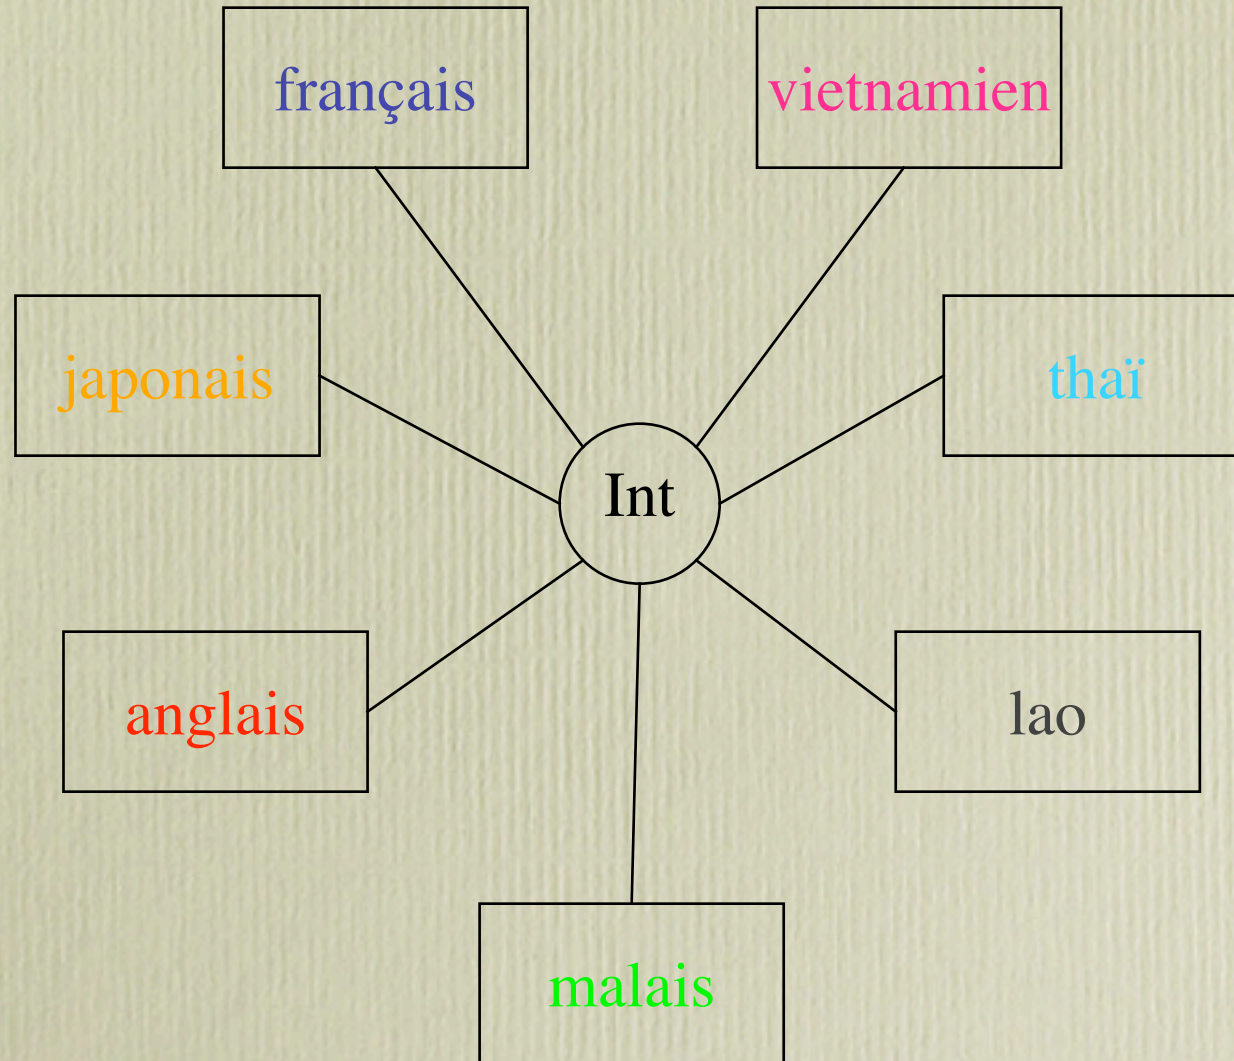 français
vietnamien
japonais
thaï
Int
anglais
lao
malais